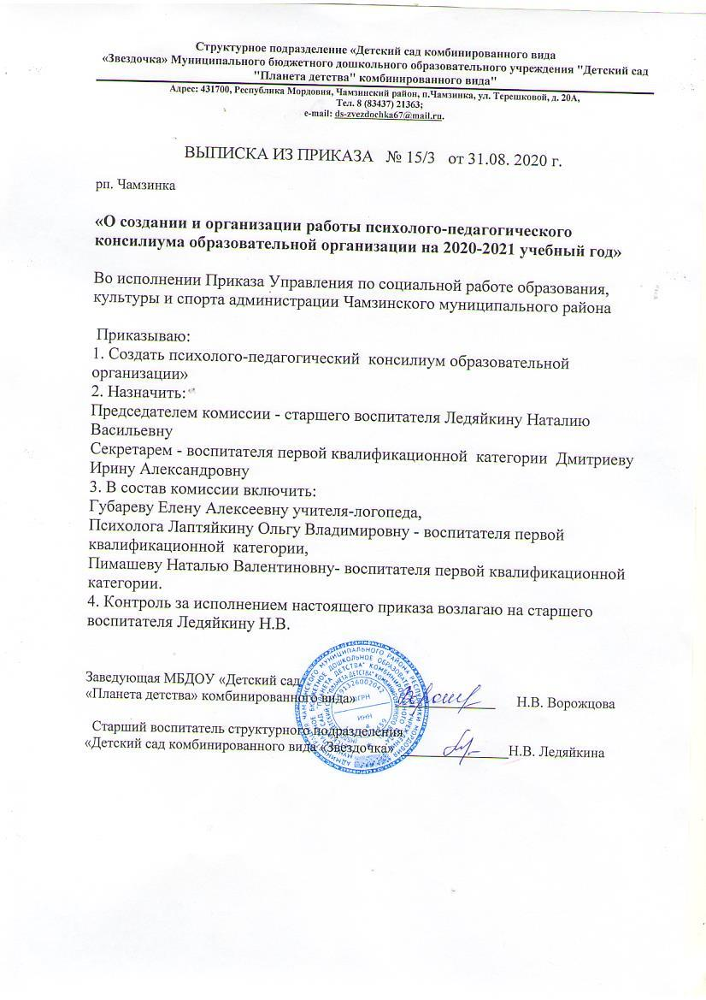 Структурное подразделение «Детский сад комбинированного вида
«Звездочка» Муниципального бюджетного дошкольного образовательного учреждения "Детский сад
"Планета детства" комбинированного вида"
Адрес: 431700, Республика Мордовия, Чамзинский район, п.Чамзинка, ул. Терешковой, д. 20А,
Тел. 8 (83437) 21363;
e-mail: ds-zvezdochka67@mail.ru.
ВЫПИСКА ИЗ ПРИКАЗА № 15/3 от 31.08. 2020 г.
рп. Чамзинка
«О создании и организации работы психолого-педагогического
консилиума образовательной организации на 2020-2021 учебный год»
Во исполнении Приказа Управления по социальной работе образования,
культуры и спорта администрации Чамзинского муниципального района
Приказываю:
1. Создать психолого-педагогический консилиум образовательной
организации»
2. Назначить:
Председателем комиссии - старшего воспитателя Ледяйкину Наталию
Васильевну
Секретарем - воспитателя первой квалификационной категории Дмитриеву
Ирину Александровну
3. В состав комиссии включить:
Губареву Елену Алексеевну учителя-логопеда,
Психолога Лаптяйкину Ольгу Владимировну - воспитателя первой
квалификационной категории,
Пимашеву Наталью Валентиновну- воспитателя первой квалификационной
категории.
4. Контроль за исполнением настоящего приказа возлагаю на старшего
воспитателя Ледяйкину Н.В.
Заведующая МБДОУ «Детский сад
«Планета детства» комбинированного вида» Н.В. Ворожцова
Старший воспитатель структурного подразделения
«Детский сад комбинированного вида «Звездочка» Н.В. Ледяйкина
ОГРН
ИНН